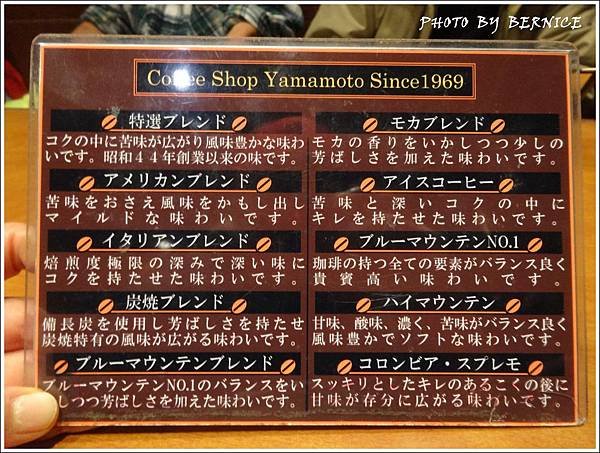 PHOTO BY BERNICE
Coffee Shop Yamamoto Since1969
特選ブレンド
コクの中に苦味が広がり風味豊かな味わ
いです。昭和44年創業以来の味です。
アメリカンブレンド
苦味をおさえ風味をかもし出し
マイルドな味わいです。
イタリアンブレンド
焙煎度極限の深みで深い味に
コクを持たせた味わいです。
炭焼ブレンド
備長炭を使用し芳ばしさを持たせ
炭焼特有の風味が広がる味わいです。
ブルーマウンテンブレンド
ブルーマウンテンNO.1のバランスをい
しつつ芳ばしさを加えた味わいです。
モカブレンド
モカの香りをいかしつつ少しの
芳ばしさを加えた味わいです。
アイスコーヒー
苦味と深いコクの中に
キレを持たせた味わいです。
ブルーマウンテンNO.1
珈琲の持つ全ての要素がバランス良く
貴賓高い味わいです。
ハイマウンテン
甘味、酸味、濃く、苦味がバランス良く
風味豊かでソフトな味わいです。
コロンビア・スプレモ
スッキリとしたキレのあるこくの後に
甘味が存分に広がる味わいです。